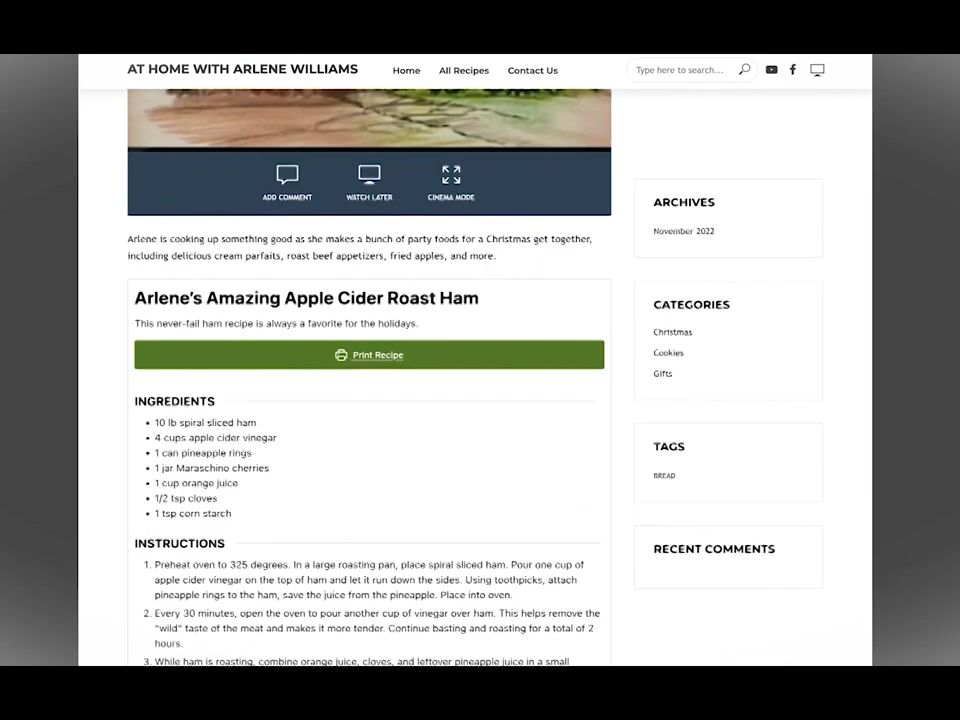 AT HOME WITH ARLENE WILLIAMS
Home
All Recipes
Contact Us
Type here to search...
ADD COMMENT
WATCH LATER
CINEMA MODE
Arlene is cooking up something good as she makes a bunch of party foods for a Christmas get together,
including delicious cream parfaits, roast beef appetizers, fried apples, and more.
Arlene's Amazing Apple Cider Roast Ham
This never-fail ham recipe is always a favorite for the holidays.
Print Recipe
INGREDIENTS
• 10 lb spiral sliced ham
• 4 cups apple cider vinegar
• 1 can pineapple rings
• 1 jar Maraschino cherries
• 1 cup orange juice
• 1/2 tsp cloves
• 1 tsp corn starch
INSTRUCTIONS
1. Preheat oven to 325 degrees. In a large roasting pan, place spiral sliced ham. Pour one cup of
apple cider vinegar on the top of ham and let it run down the sides. Using toothpicks, attach
pineapple rings to the ham, save the juice from the pineapple. Place into oven.
2. Every 30 minutes, open the oven to pour another cup of vinegar over ham. This helps remove the
"wild" taste of the meat and makes it more tender. Continue basting and roasting for a total of 2
hours.
3. While ham is roasting, combine orange juice, cloves, and leftover pineapple juice in a small
ARCHIVES
November 2022
CATEGORIES
Christmas
Cookies
Gifts
TAGS
BREAD
RECENT COMMENTS